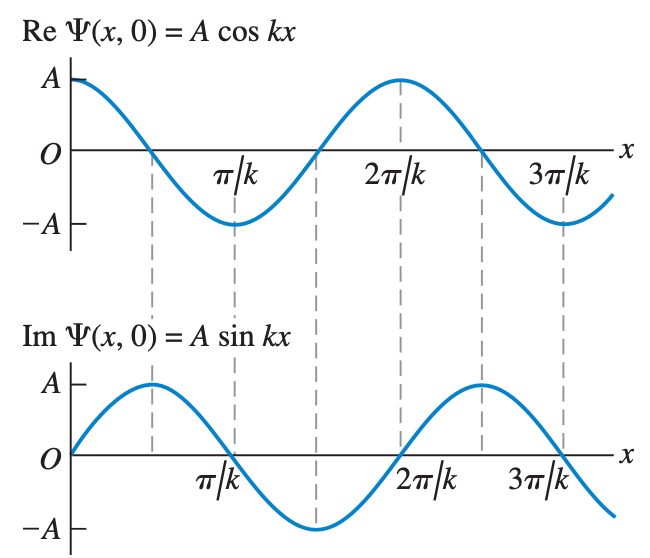 Re Ψ(x, 0) = A cos kx
A
O
x
π/k
2π/k
3π/k
−A
Im Ψ(x, 0) = A sin kx
A
O
x
π/k
2π/k
3π/k
−A